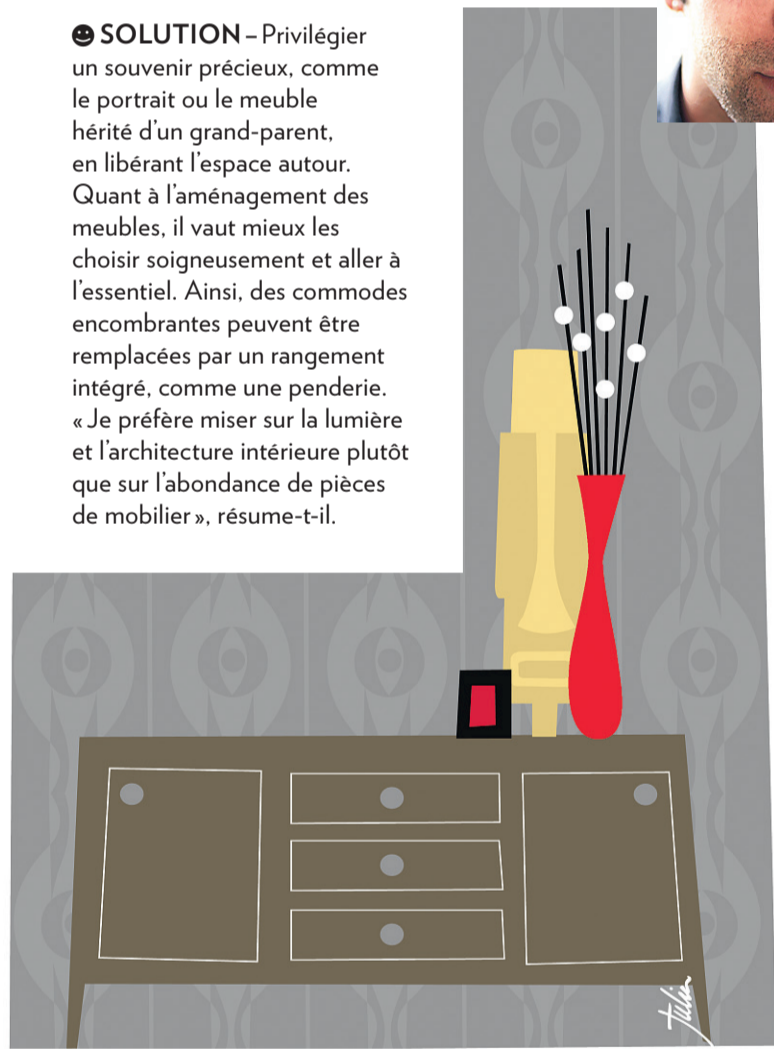 ☻ SOLUTION – Privilégier
un souvenir précieux, comme
le portrait ou le meuble
hérité d’un grand-parent,
en libérant l’espace autour.
Quant à l’aménagement des
meubles, il vaut mieux les
choisir soigneusement et aller à
l’essentiel. Ainsi, des commodes
encombrantes peuvent être
remplacées par un rangement
intégré, comme une penderie.
« Je préfère miser sur la lumière
et l’architecture intérieure plutôt
que sur l’abondance de pièces
de mobilier », résume-t-il.
Julien